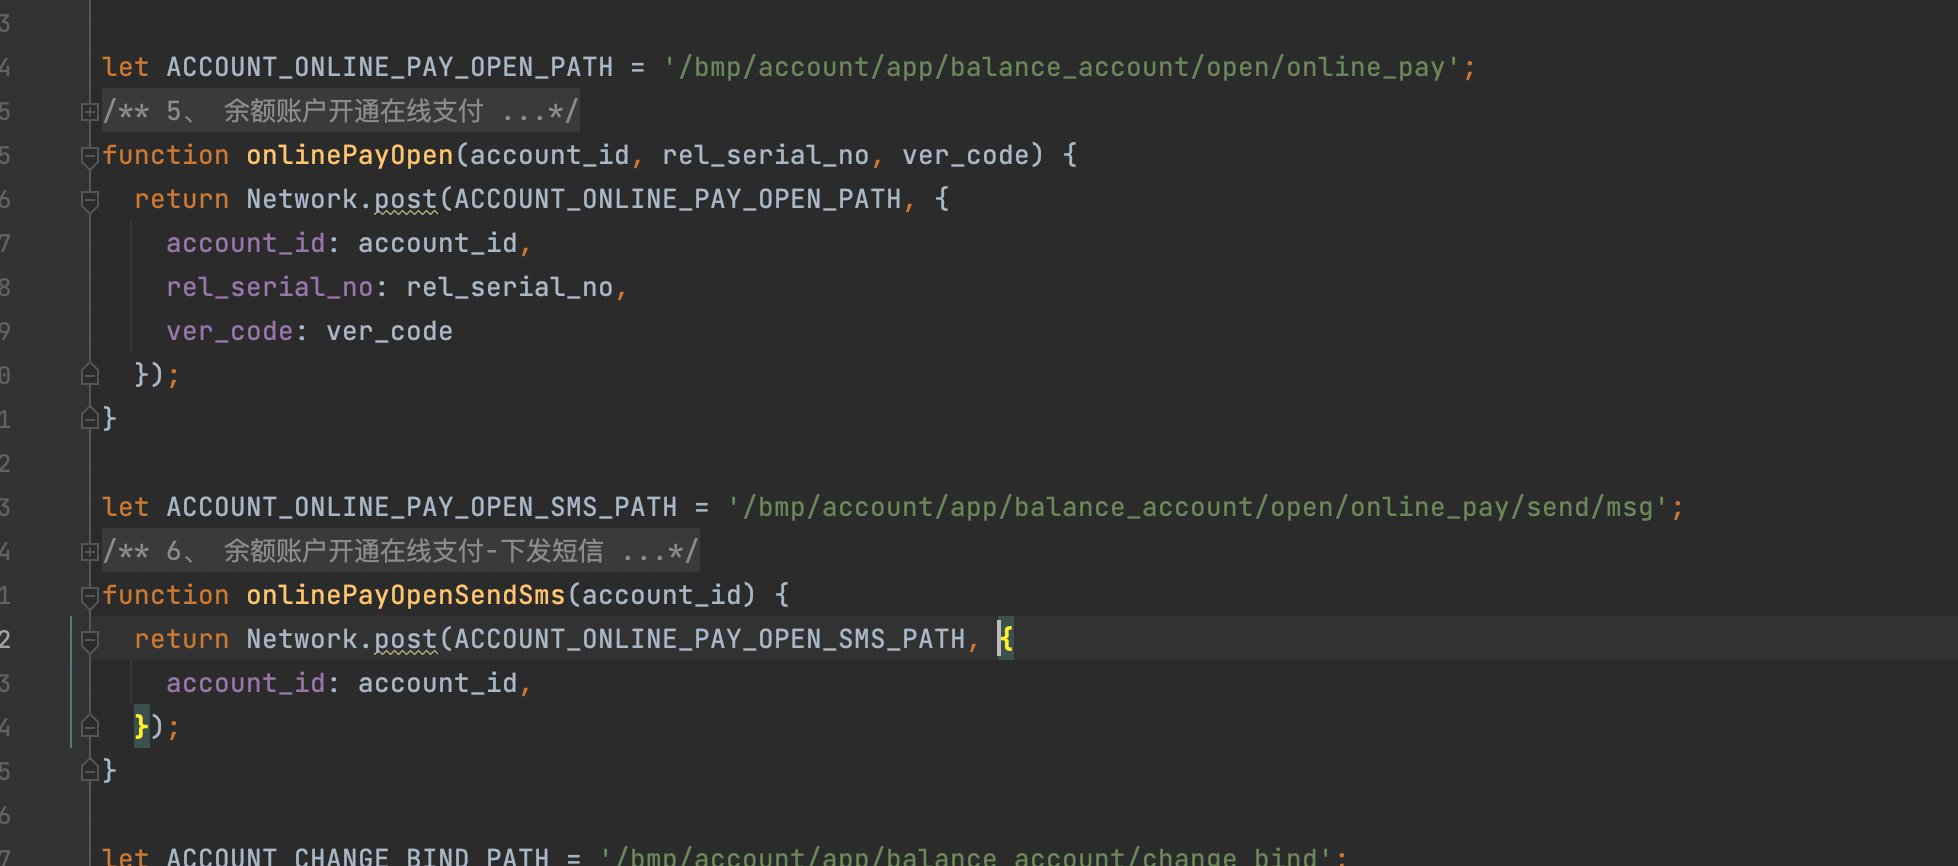 3
4 let ACCOUNT_ONLINE_PAY_OPEN_PATH = '/bmp/account/app/balance_account/open/online_pay';
5 /** 5、 余额账户开通在线支付 ...*/
5 function onlinePayOpen(account_id, rel_serial_no, ver_code) {
6 return Network.post(ACCOUNT_ONLINE_PAY_OPEN_PATH, {
7 account_id: account_id,
8 rel_serial_no: rel_serial_no,
9 ver_code: ver_code
0 });
1 }
2
3 let ACCOUNT_ONLINE_PAY_OPEN_SMS_PATH = '/bmp/account/app/balance_account/open/online_pay/send/msg';
4 /** 6、 余额账户开通在线支付-下发短信 ...*/
1 function onlinePayOpenSendSms(account_id) {
2 return Network.post(ACCOUNT_ONLINE_PAY_OPEN_SMS_PATH, {
3 account_id: account_id,
4 });
5 }
6
7 let ACCOUNT_CHANGE_BIND_PATH = '/bmp/account/app/balance_account/change_bind';